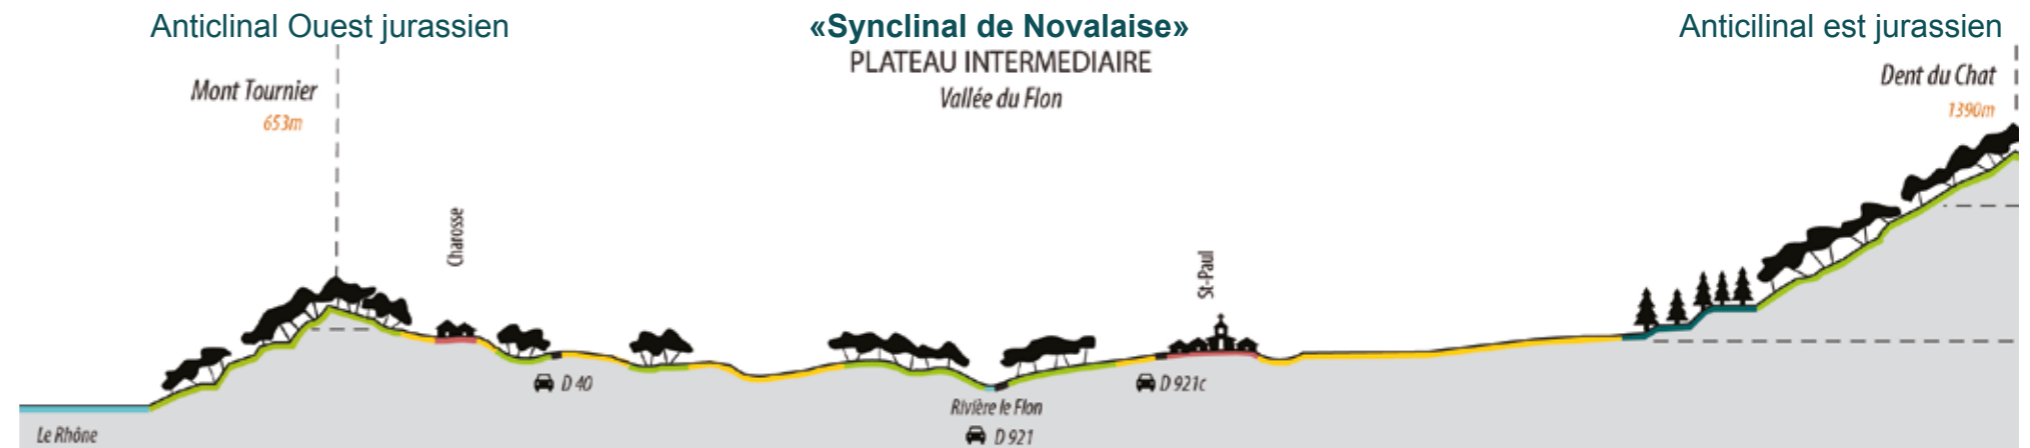 Anticlinal Ouest jurassien
«Synclinal de Novalaise»
Anticilinal est jurassien
PLATEAU INTERMEDIAIRE
Vallée du Flon
Mont Tournier
653m
Dent du Chat
1390m
Charosse
St-Paul
D 40
D 921c
Rivière le Flon
D 921
Le Rhône